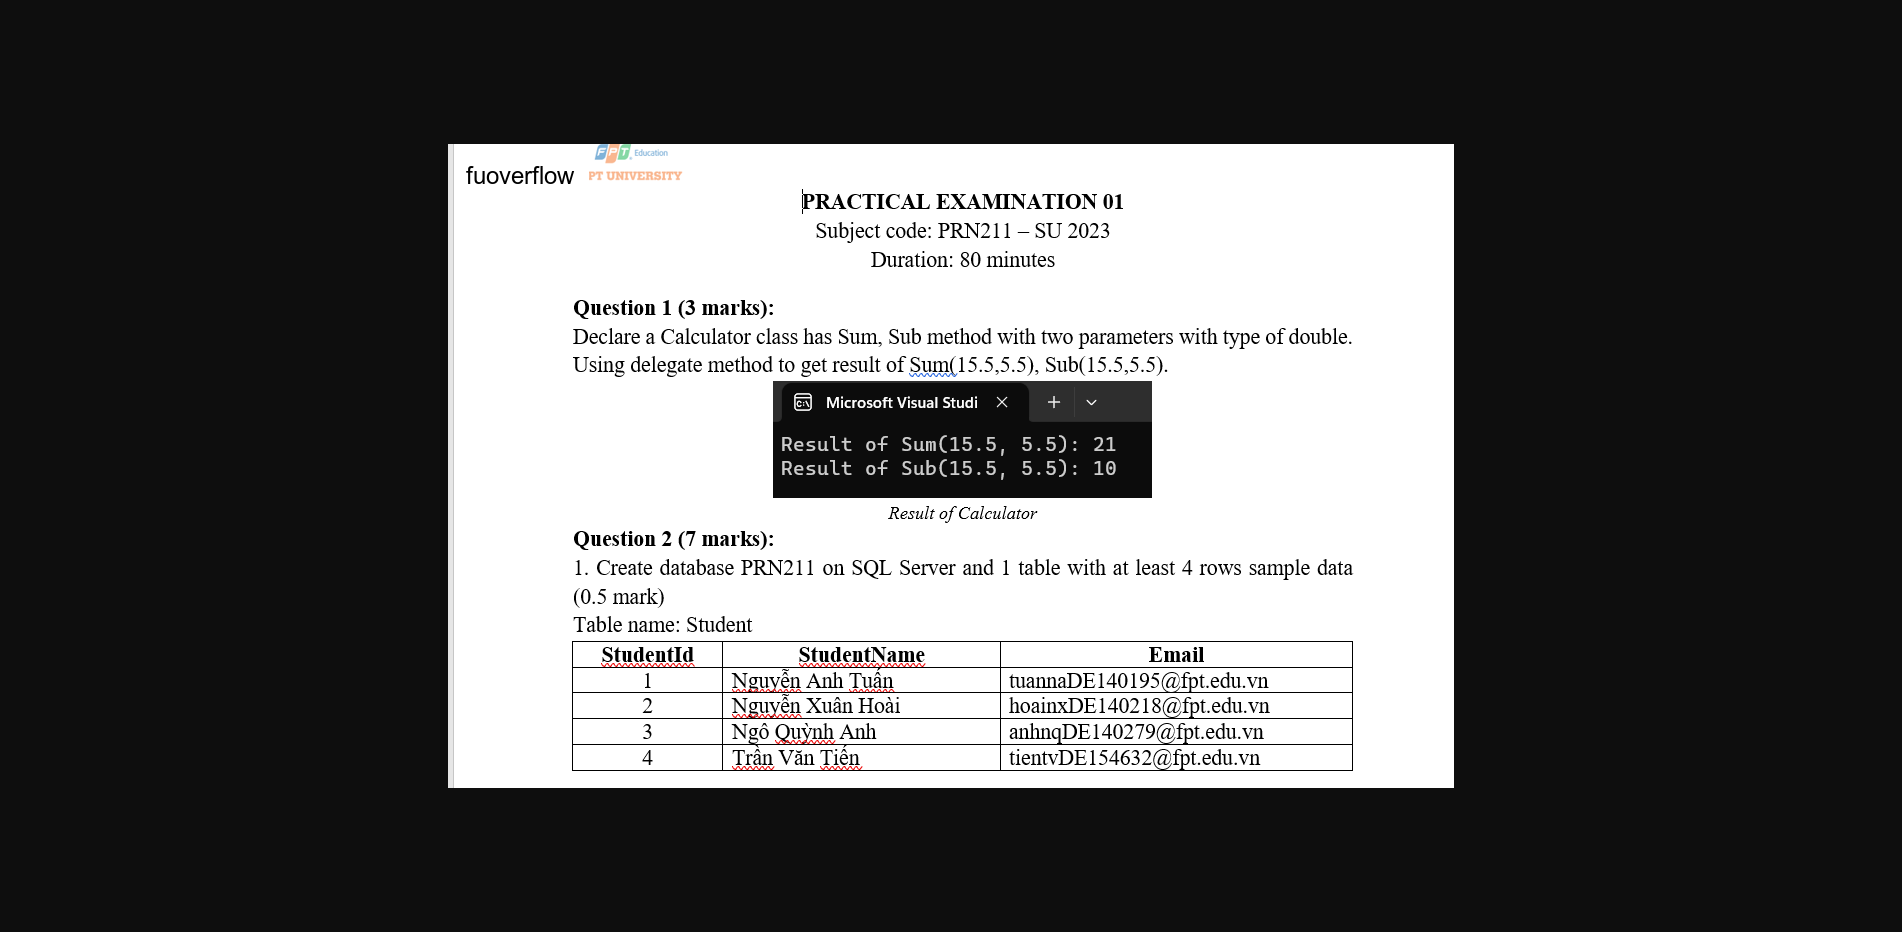 FPT Education
fuoverflow
PT UNIVERSITY
PRACTICAL EXAMINATION 01
Subject code: PRN211 – SU 2023
Duration: 80 minutes
Question 1 (3 marks):
Declare a Calculator class has Sum, Sub method with two parameters with type of double.
Using delegate method to get result of Sum(15.5,5.5), Sub(15.5,5.5).
C:\ Microsoft Visual Studi
Result of Sum(15.5, 5.5): 21
Result of Sub(15.5, 5.5): 10
Result of Calculator
Question 2 (7 marks):
1. Create database PRN211 on SQL Server and 1 table with at least 4 rows sample data
(0.5 mark)
Table name: Student
StudentId StudentName Email
1 Nguyễn Anh Tuấn tuannaDE140195@fpt.edu.vn
2 Nguyễn Xuân Hoài hoainxDE140218@fpt.edu.vn
3 Ngô Quỳnh Anh anhnqDE140279@fpt.edu.vn
4 Trần Văn Tiến tientvDE154632@fpt.edu.vn